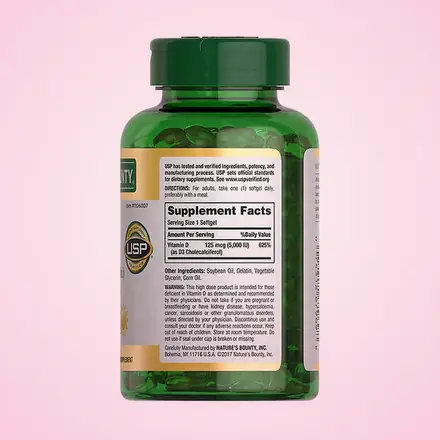 USP has tested and verified ingredients, potency, and
manufacturing process. USP sets official standards
for dietary supplements. See www.uspverified.org
DIRECTIONS: For adults, take one (1) softgel daily,
preferably with a meal.
Supplement Facts
Serving Size 1 Softgel
Amount Per Serving %Daily Value
Vitamin D 125 mcg (5,000 IU) 625%
(as D3 Cholecalciferol)
Other Ingredients: Soybean Oil, Gelatin, Vegetable
Glycerin, Corn Oil.
WARNING: This high dose product is intended for those
deficient in Vitamin D as determined and recommended
by their physicians. Do not take if you are pregnant or
breastfeeding or have kidney disease, hypercalcemia,
cancer, sarcoidosis or other granulomatous disorders,
unless directed by your physician. Discontinue use and
consult your doctor if any adverse reactions occur. Keep
out of reach of children. Store at room temperature. Do
not use if seal under cap is broken or missing.
Carefully Manufactured by NATURE'S BOUNTY, INC.
Bohemia, NY 11716 U.S.A. ©2017 Nature's Bounty, Inc.
USP